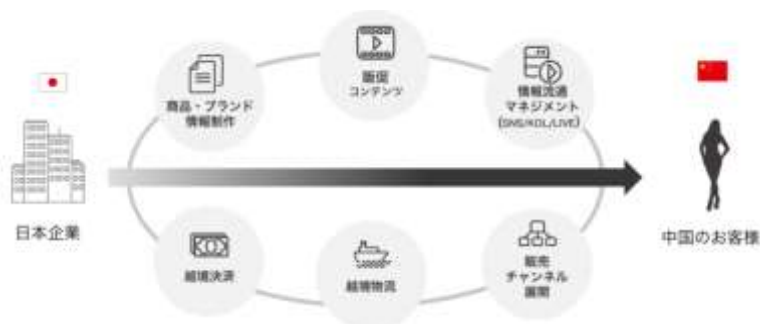 販促
コンテンツ
商品・ブランド
情報制作
情報流通
マネジメント
(SNS/KOL/LIVE)
日本企業
中国のお客様
越境決済
越境物流
販売
チャンネル
展開